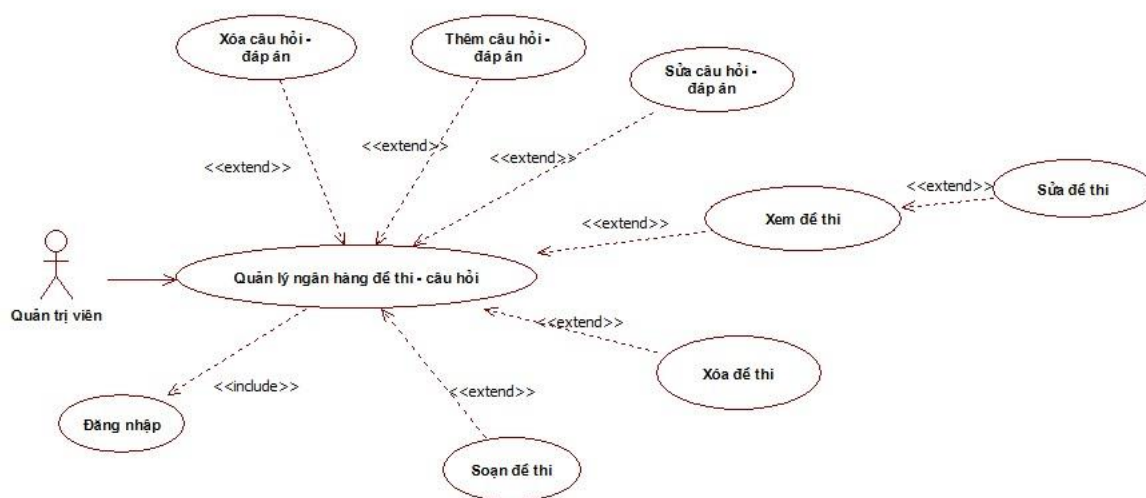 Xóa câu hỏi -
đáp án
Thêm câu hỏi -
đáp án
Sửa câu hỏi -
đáp án
<<extend>>
<<extend>>
<<extend>>
<<extend>>
Sửa đề thi
<<extend>>
Xem đề thi
Quản lý ngân hàng đề thi - câu hỏi
Quản trị viên
<<extend>>
Xóa đề thi
<<include>>
<<extend>>
Đăng nhập
Soạn đề thi